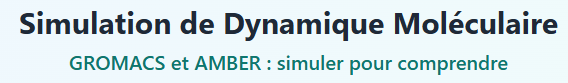 Simulation de Dynamique Moléculaire
GROMACS et AMBER : simuler pour comprendre